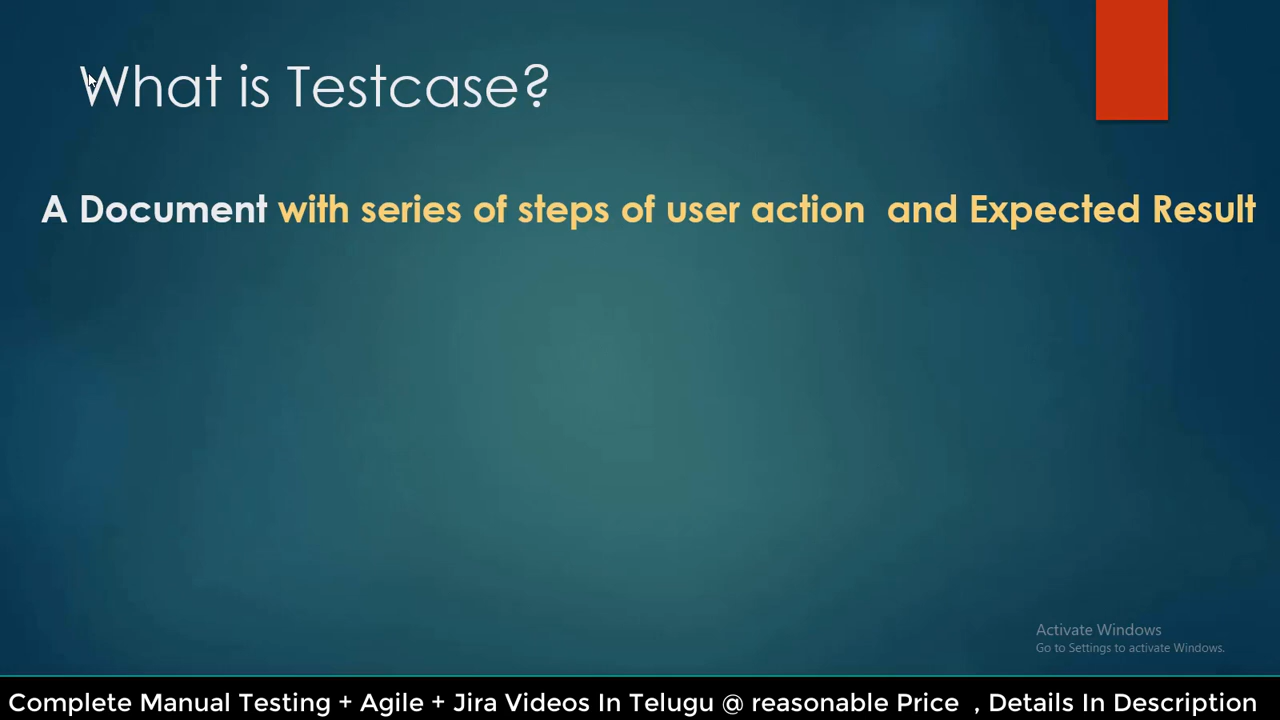 What is Testcase?
A Document with series of steps of user action  and Expected Result
Activate Windows
Go to Settings to activate Windows.
Complete Manual Testing + Agile + Jira Videos In Telugu @ reasonable Price  , Details In Description